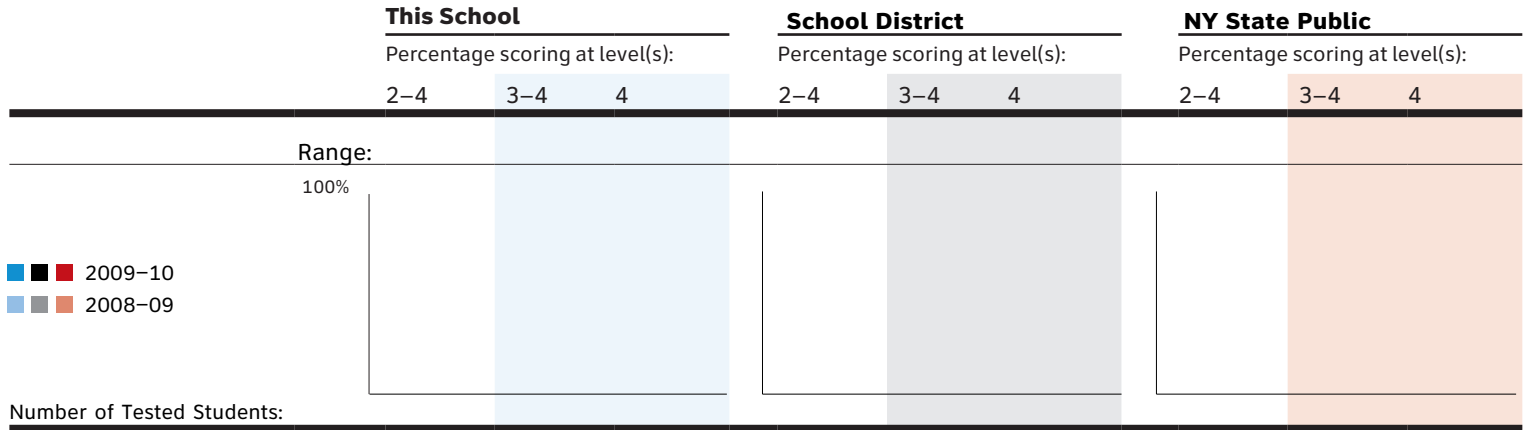 This School School District NY State Public
Percentage scoring at level(s): Percentage scoring at level(s): Percentage scoring at level(s):
2–4 3–4 4 2–4 3–4 4 2–4 3–4 4
Range:
100%
2009–10
2008–09
Number of Tested Students: